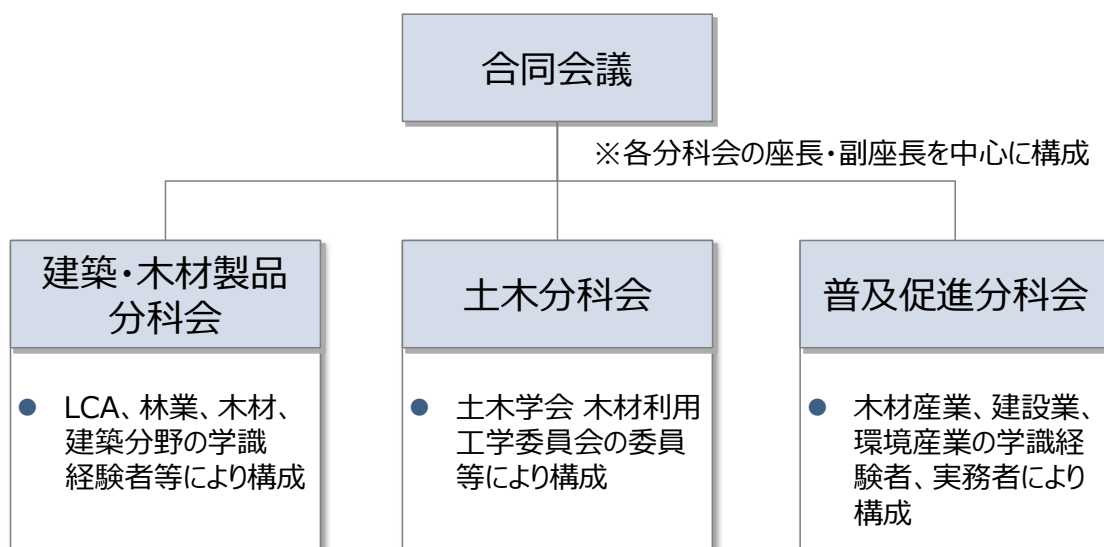 合同会議
※各分科会の座長・副座長を中心に構成
建築・木材製品
分科会
● LCA、林業、木材、
建築分野の学識
経験者等により構成
土木分科会
● 土木学会 木材利用
工学委員会の委員
等により構成
普及促進分科会
● 木材産業、建設業、
環境産業の学識経
験者、実務者により
構成